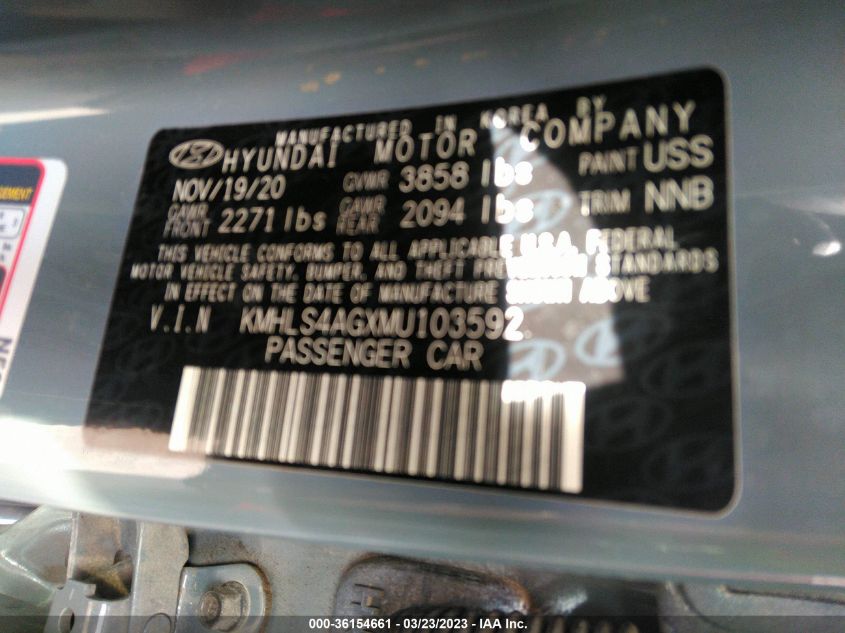 MANUFACTURED IN KOREA BY
HYUNDAI MOTOR COMPANY
NOV/19/20 GVWR 3858 lbs PAINT USS
GAWR FRONT 2271 lbs GAWR REAR 2094 lbs TRIM NNB
THIS VEHICLE CONFORMS TO ALL APPLICABLE U.S.A. FEDERAL
MOTOR VEHICLE SAFETY, BUMPER, AND THEFT PREVENTION STANDARDS
IN EFFECT ON THE DATE OF MANUFACTURE SHOWN ABOVE
V.I.N KMHLS4AGXMU103592
PASSENGER CAR
000-36154661 - 03/23/2023 - IAA Inc.